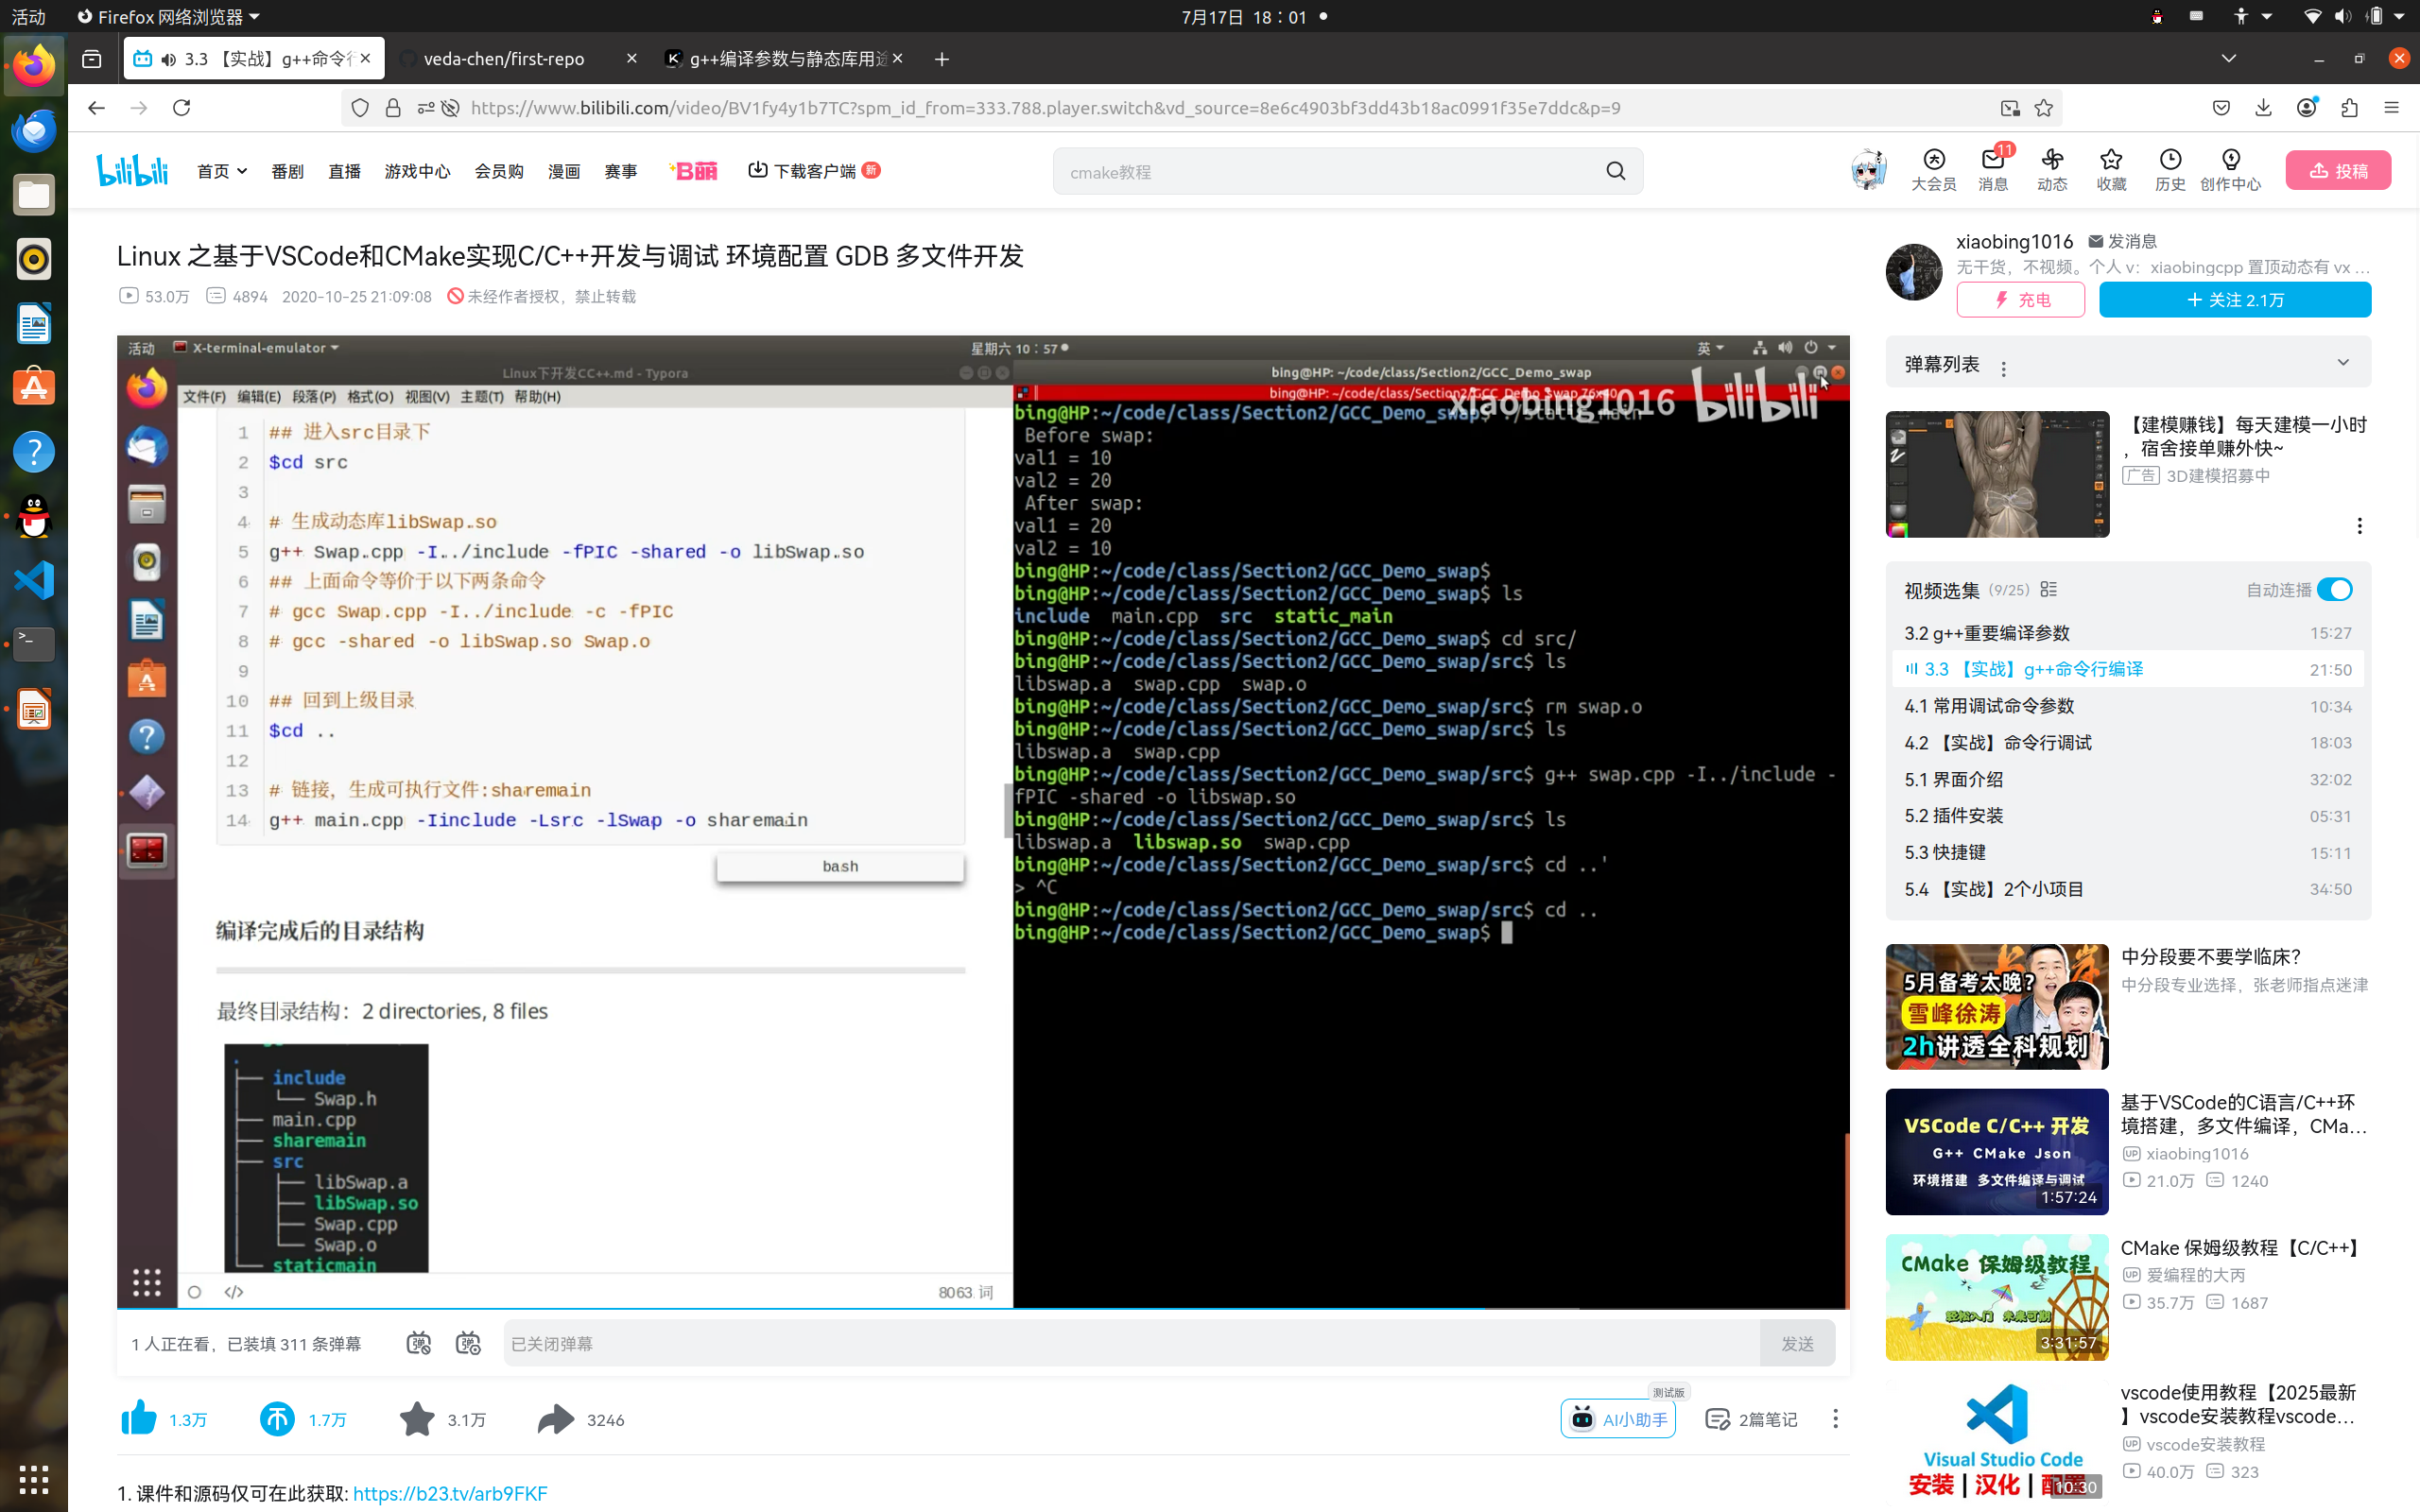 活动 Firefox 网络浏览器 7月17日 18：01
3.3 【实战】g++命令行
veda-chen/first-repo
g++编译参数与静态库用途
https://www.bilibili.com/video/BV1fy4y1b7TC?spm_id_from=333.788.player.switch&vd_source=8e6c4903bf3dd43b18ac0991f35e7ddc&p=9
bilibili 首页 番剧 直播 游戏中心 会员购 漫画 赛事 B萌 下载客户端 新
cmake教程
大会员 11 消息 动态 收藏 历史 创作中心 投稿
Linux 之基于VSCode和CMake实现C/C++开发与调试 环境配置 GDB 多文件开发
53.0万 4894 2020-10-25 21:09:08 未经作者授权，禁止转载
活动 X-terminal-emulator 星期六 10：57 英
Linux下开发CC++.md - Typora
文件(F) 编辑(E) 段落(P) 格式(O) 视图(V) 主题(T) 帮助(H)
1 ## 进入src目录下
2 $cd src
3
4 # 生成动态库libSwap.so
5 g++ Swap.cpp -I../include -fPIC -shared -o libSwap.so
6 ## 上面命令等价于以下两条命令
7 # gcc Swap.cpp -I../include -c -fPIC
8 # gcc -shared -o libSwap.so Swap.o
9
10 ## 回到上级目录
11 $cd ..
12
13 # 链接，生成可执行文件:sharemain
14 g++ main.cpp -Iinclude -Lsrc -lSwap -o sharemain
bash
编译完成后的目录结构
最终目录结构：2 directories, 8 files
.
├── include
│ └── Swap.h
├── main.cpp
├── sharemain
├── src
│ ├── libSwap.a
│ ├── libSwap.so
│ ├── Swap.cpp
│ └── Swap.o
└── staticmain
</> 8063 词
bing@HP: ~/code/class/Section2/GCC_Demo_swap
bing@HP: ~/code/class/Section2/GCC_Demo_swap 76x40
xiaobing1016 bilibili
bing@HP:~/code/class/Section2/GCC_Demo_swap$ ./static_main
Before swap:
val1 = 10
val2 = 20
After swap:
val1 = 20
val2 = 10
bing@HP:~/code/class/Section2/GCC_Demo_swap$
bing@HP:~/code/class/Section2/GCC_Demo_swap$ ls
include main.cpp src static_main
bing@HP:~/code/class/Section2/GCC_Demo_swap$ cd src/
bing@HP:~/code/class/Section2/GCC_Demo_swap/src$ ls
libswap.a swap.cpp swap.o
bing@HP:~/code/class/Section2/GCC_Demo_swap/src$ rm swap.o
bing@HP:~/code/class/Section2/GCC_Demo_swap/src$ ls
libswap.a swap.cpp
bing@HP:~/code/class/Section2/GCC_Demo_swap/src$ g++ swap.cpp -I../include -
fPIC -shared -o libswap.so
bing@HP:~/code/class/Section2/GCC_Demo_swap/src$ ls
libswap.a libswap.so swap.cpp
bing@HP:~/code/class/Section2/GCC_Demo_swap/src$ cd ..'
> ^C
bing@HP:~/code/class/Section2/GCC_Demo_swap/src$ cd ..
bing@HP:~/code/class/Section2/GCC_Demo_swap$
1 人正在看，已装填 311 条弹幕 已关闭弹幕 发送
1.3万 1.7万 3.1万 3246 AI小助手 测试版 2篇笔记
1. 课件和源码仅可在此获取: https://b23.tv/arb9FKF
xiaobing1016 发消息
无干货，不视频。个人 v：xiaobingcpp 置顶动态有 vx ...
充电 + 关注 2.1万
弹幕列表
【建模赚钱】每天建模一小时
，宿舍接单赚外快~
广告 3D建模招募中
视频选集 (9/25) 自动连播
3.2 g++重要编译参数 15:27
3.3 【实战】g++命令行编译 21:50
4.1 常用调试命令参数 10:34
4.2 【实战】命令行调试 18:03
5.1 界面介绍 32:02
5.2 插件安装 05:31
5.3 快捷键 15:11
5.4 【实战】2个小项目 34:50
5月备考太晚?
雪峰徐涛
2h讲透全科规划
中分段要不要学临床？
中分段专业选择，张老师指点迷津
VSCode C/C++ 开发
G++ CMake Json
环境搭建 多文件编译与调试
1:57:24
基于VSCode的C语言/C++环
境搭建，多文件编译，CMa...
UP xiaobing1016
21.0万 1240
CMake 保姆级教程
轻松入门 未来可期
3:31:57
CMake 保姆级教程【C/C++】
UP 爱编程的大丙
35.7万 1687
Visual Studio Code
安装 | 汉化 | 配置
10:30
vscode使用教程【2025最新
】vscode安装教程vscode...
UP vscode安装教程
40.0万 323